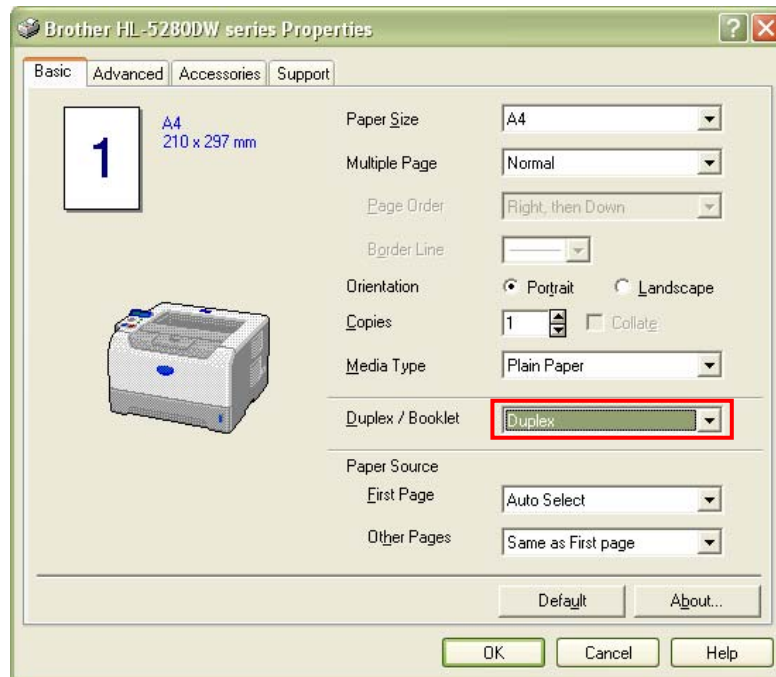 Brother HL-5280DW series Properties
Basic Advanced Accessories Support
1
A4
210 x 297 mm
Paper Size A4
Multiple Page Normal
Page Order Right, then Down
Border Line
Orientation Portrait Landscape
Copies 1 Collate
Media Type Plain Paper
Duplex / Booklet Duplex
Paper Source
First Page Auto Select
Other Pages Same as First page
Default About...
OK Cancel Help